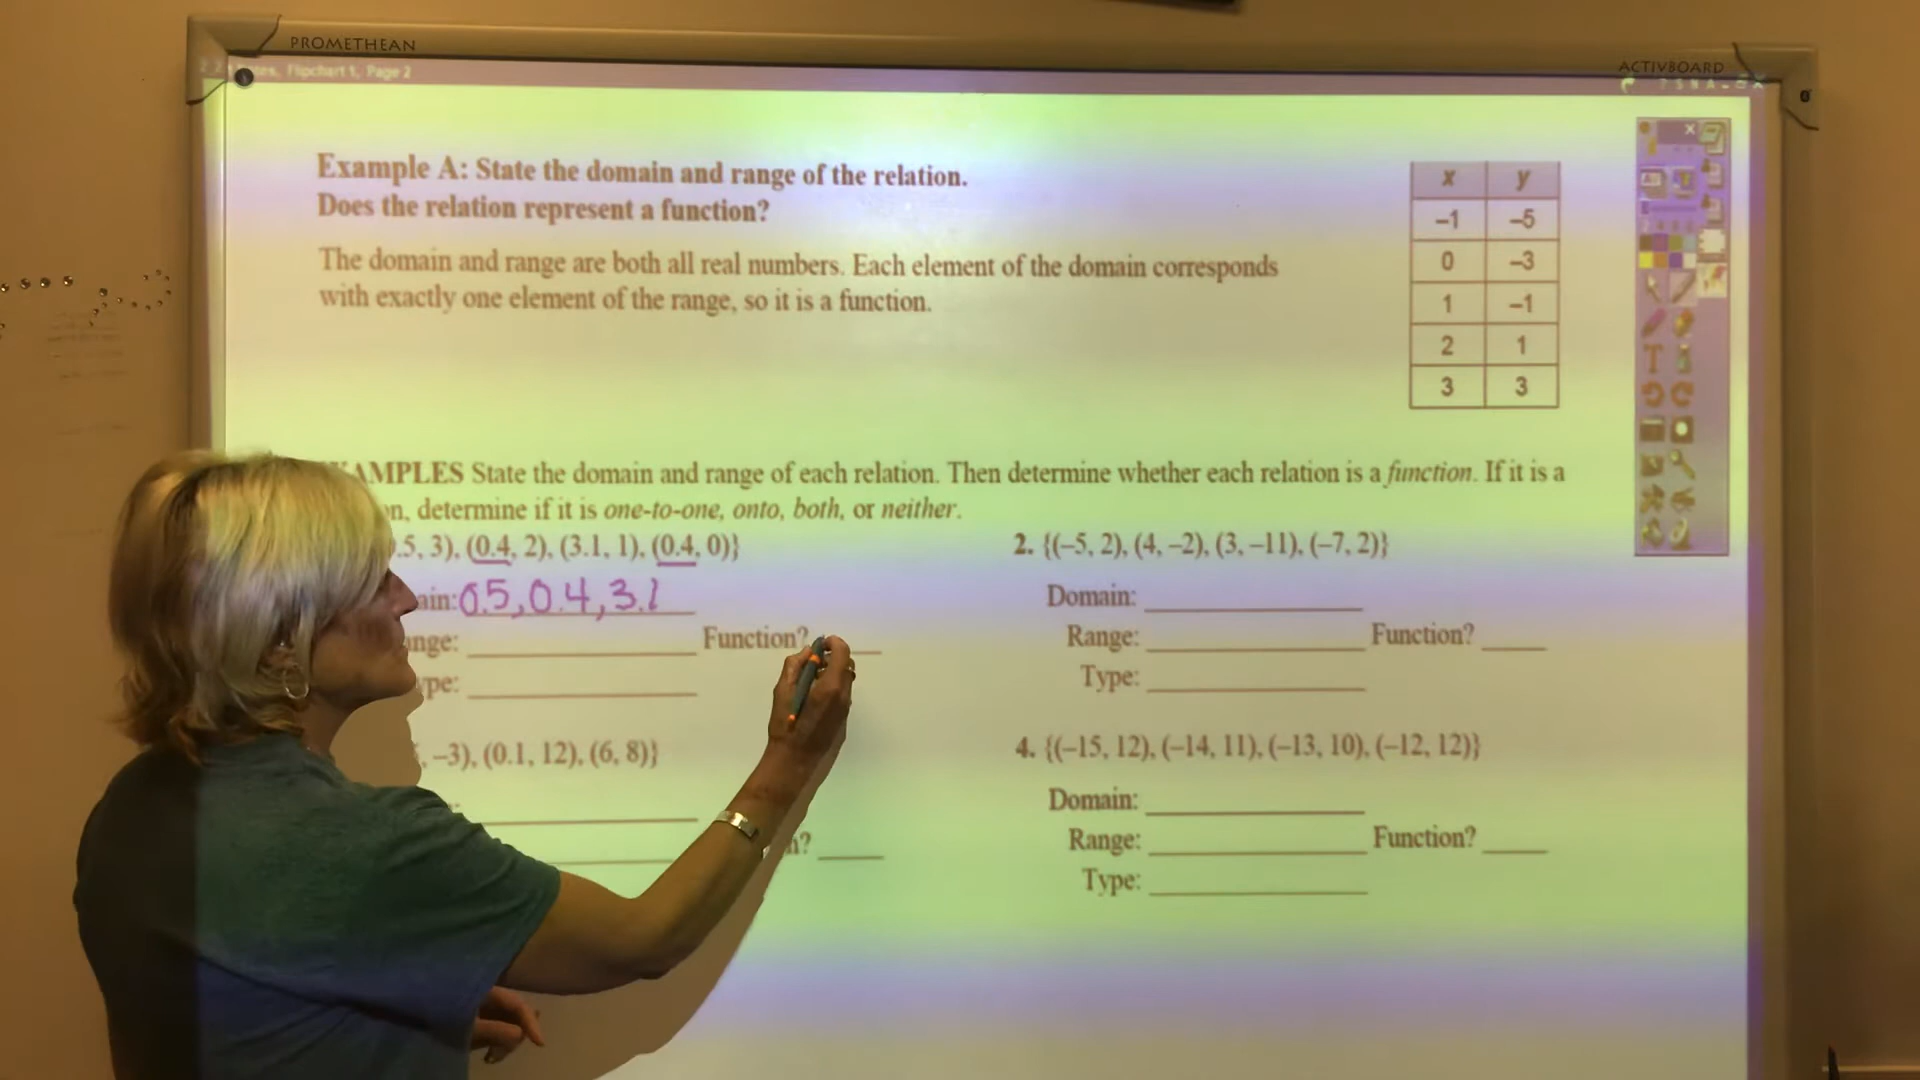 PROMETHEAN
ACTIVBOARD
Flipchart 1, Page 2
Example A: State the domain and range of the relation.
Does the relation represent a function?
The domain and range are both all real numbers. Each element of the domain corresponds
with exactly one element of the range, so it is a function.
x y
–1 –5
0 –3
1 –1
2 1
3 3
AMPLES State the domain and range of each relation. Then determine whether each relation is a function. If it is a
n, determine if it is one-to-one, onto, both, or neither.
.5, 3), (0.4, 2), (3.1, 1), (0.4, 0)}
ain: 0.5, 0.4, 3.1
nge: Function?
ype:
2. {(–5, 2), (4, –2), (3, –11), (–7, 2)}
Domain:
Range: Function?
Type:
, –3), (0.1, 12), (6, 8)}
n?
4. {(–15, 12), (–14, 11), (–13, 10), (–12, 12)}
Domain:
Range: Function?
Type:
T